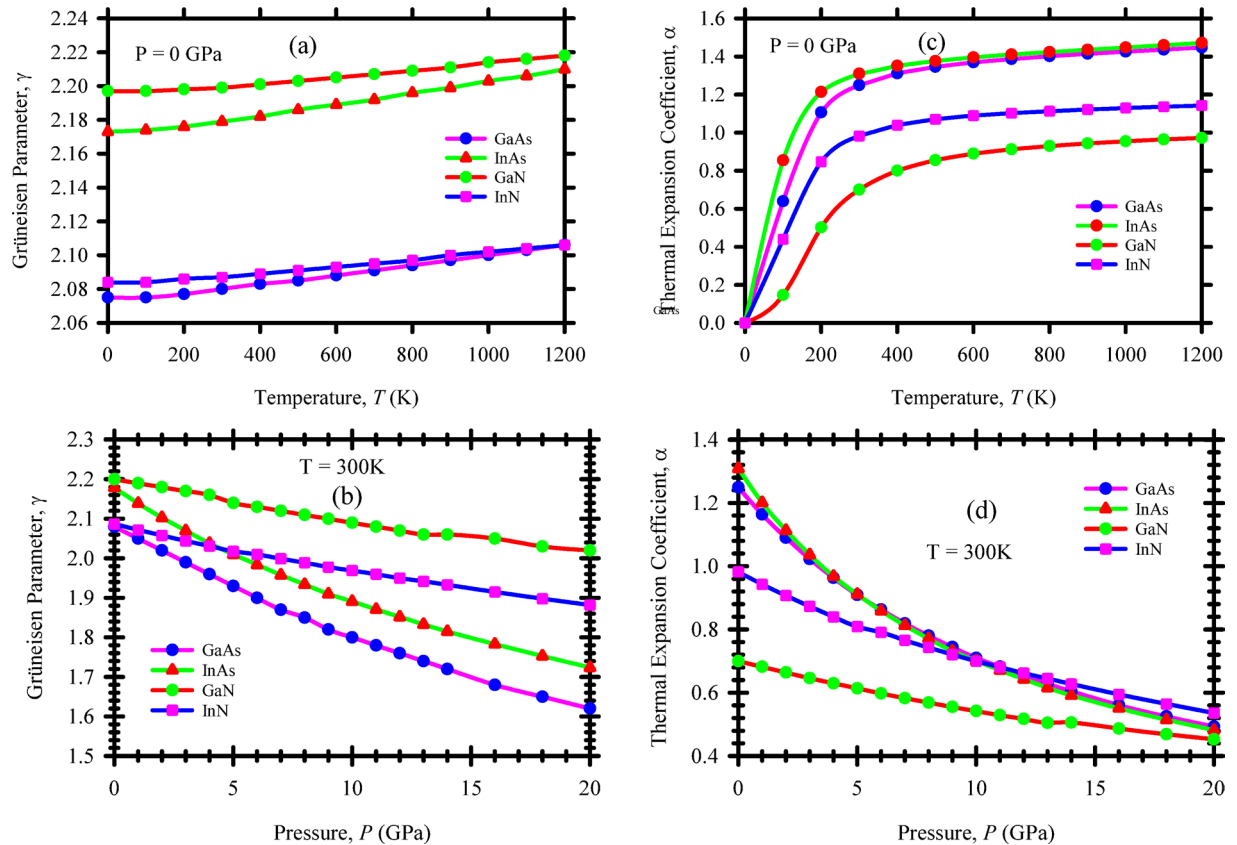 2.24
2.22
2.20
2.18
2.16
2.14
2.12
2.10
2.08
2.06
Grüneisen Parameter, γ
P = 0 GPa
(a)
GaAs
InAs
GaN
InN
0 200 400 600 800 1000 1200
Temperature, T (K)
1.6
1.4
1.2
1.0
0.8
0.6
0.4
0.2
0.0
Thermal Expansion Coefficient, α
GaAs
P = 0 GPa
(c)
GaAs
InAs
GaN
InN
0 200 400 600 800 1000 1200
Temperature, T (K)
2.3
2.2
2.1
2.0
1.9
1.8
1.7
1.6
1.5
Grüneisen Parameter, γ
T = 300K
(b)
GaAs
InAs
GaN
InN
0 5 10 15 20
Pressure, P (GPa)
1.4
1.2
1.0
0.8
0.6
0.4
Thermal Expansion Coefficient, α
GaAs
InAs
GaN
InN
(d)
T = 300K
0 5 10 15 20
Pressure, P (GPa)